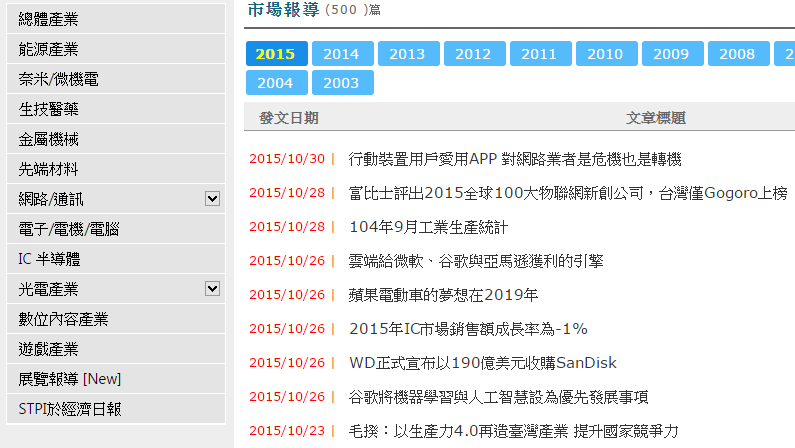 總體產業
能源產業
奈米/微機電
生技醫藥
金屬機械
先端材料
網路/通訊
電子/電機/電腦
IC 半導體
光電產業
數位內容產業
遊戲產業
展覽報導 [New]
STPI於經濟日報
市場報導 (500 )篇
2015 2014 2013 2012 2011 2010 2009 2008
2004 2003
發文日期 文章標題
2015/10/30 | 行動裝置用戶愛用APP 對網路業者是危機也是轉機
2015/10/28 | 富比士評出2015全球100大物聯網新創公司，台灣僅Gogoro上榜
2015/10/28 | 104年9月工業生產統計
2015/10/26 | 雲端給微軟、谷歌與亞馬遜獲利的引擎
2015/10/26 | 蘋果電動車的夢想在2019年
2015/10/26 | 2015年IC市場銷售額成長率為-1%
2015/10/26 | WD正式宣布以190億美元收購SanDisk
2015/10/26 | 谷歌將機器學習與人工智慧設為優先發展事項
2015/10/23 | 毛揆：以生產力4.0再造臺灣產業 提升國家競爭力